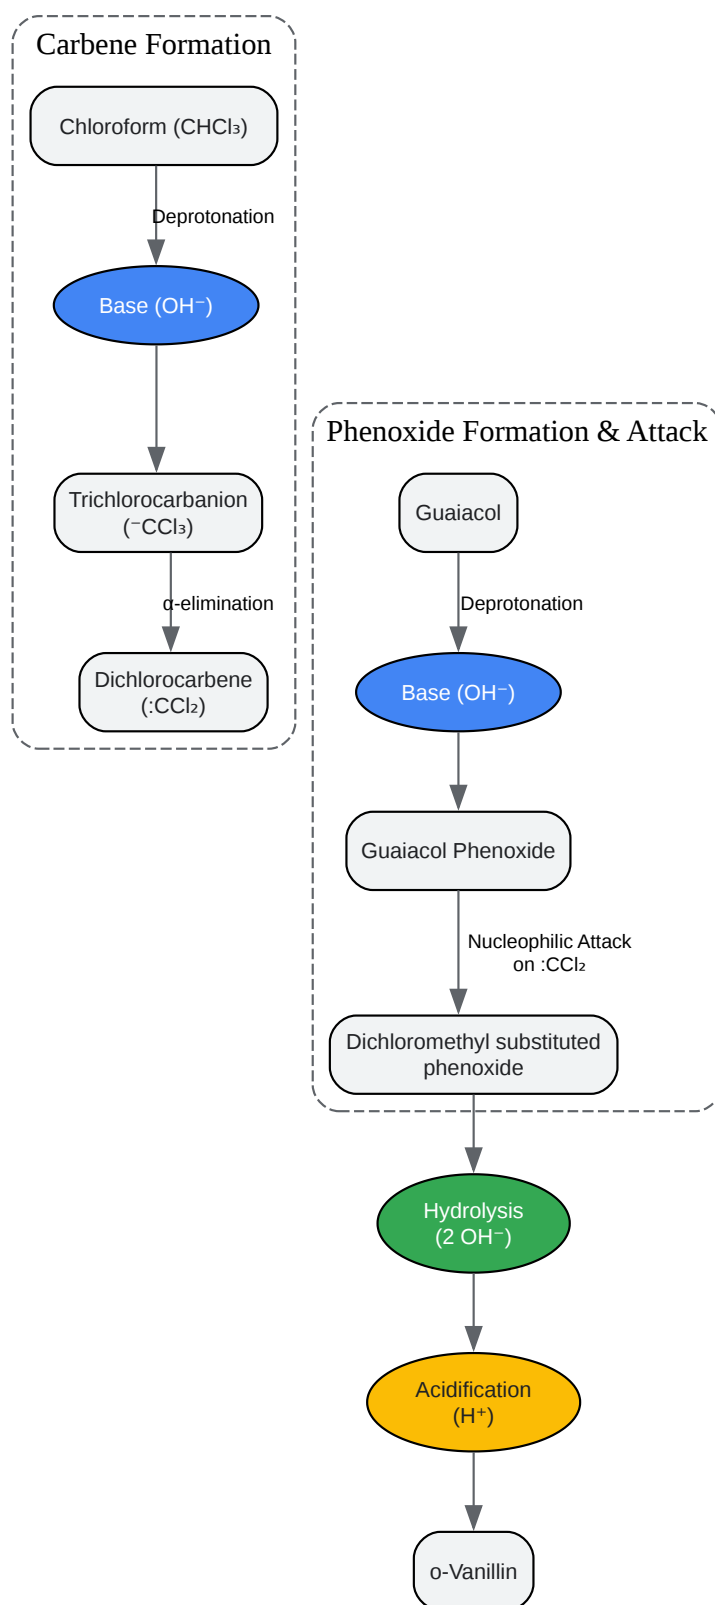 Carbene Formation
Chloroform (CHCl₃)
Deprotonation
Base (OH⁻)
Trichlorocarbanion
(⁻CCl₃)
α-elimination
Dichlorocarbene
(:CCl₂)
Phenoxide Formation & Attack
Guaiacol
Deprotonation
Base (OH⁻)
Guaiacol Phenoxide
Nucleophilic Attack
on :CCl₂
Dichloromethyl substituted
phenoxide
Hydrolysis
(2 OH⁻)
Acidification
(H⁺)
o-Vanillin